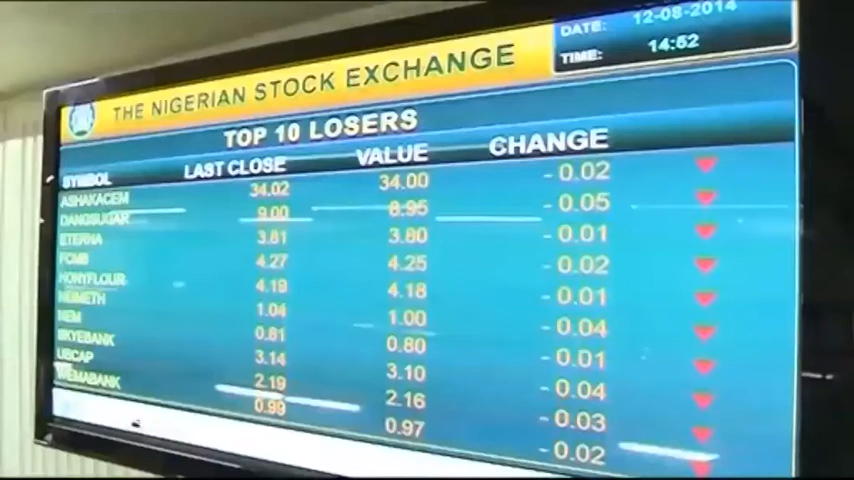 DATE: 12-08-2014
TIME: 14:52
THE NIGERIAN STOCK EXCHANGE
TOP 10 LOSERS
SYMBOL LAST CLOSE VALUE CHANGE
ASHAKACEM 34.02 34.00 - 0.02
DANGSUGAR 9.00 8.95 - 0.05
ETERNA 3.81 3.80 - 0.01
FCMB 4.27 4.25 - 0.02
HONYFLOUR 4.19 4.18 - 0.01
NEIMETH 1.04 1.00 - 0.04
NEM 0.81 0.80 - 0.01
SKYEBANK 3.14 3.10 - 0.04
UBCAP 2.19 2.16 - 0.03
WEMABANK 0.99 0.97 - 0.02